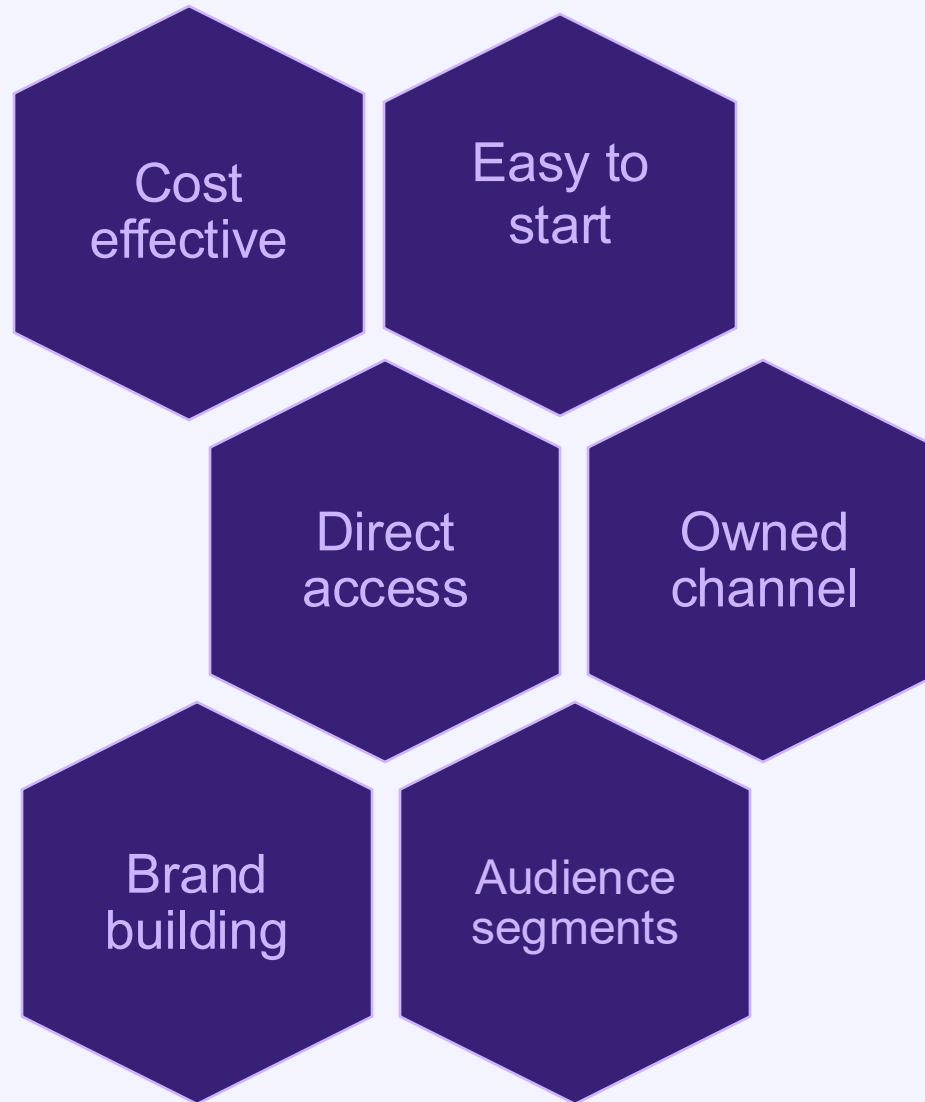 Cost
effective
Easy to
start
Direct
access
Owned
channel
Brand
building
Audience
segments